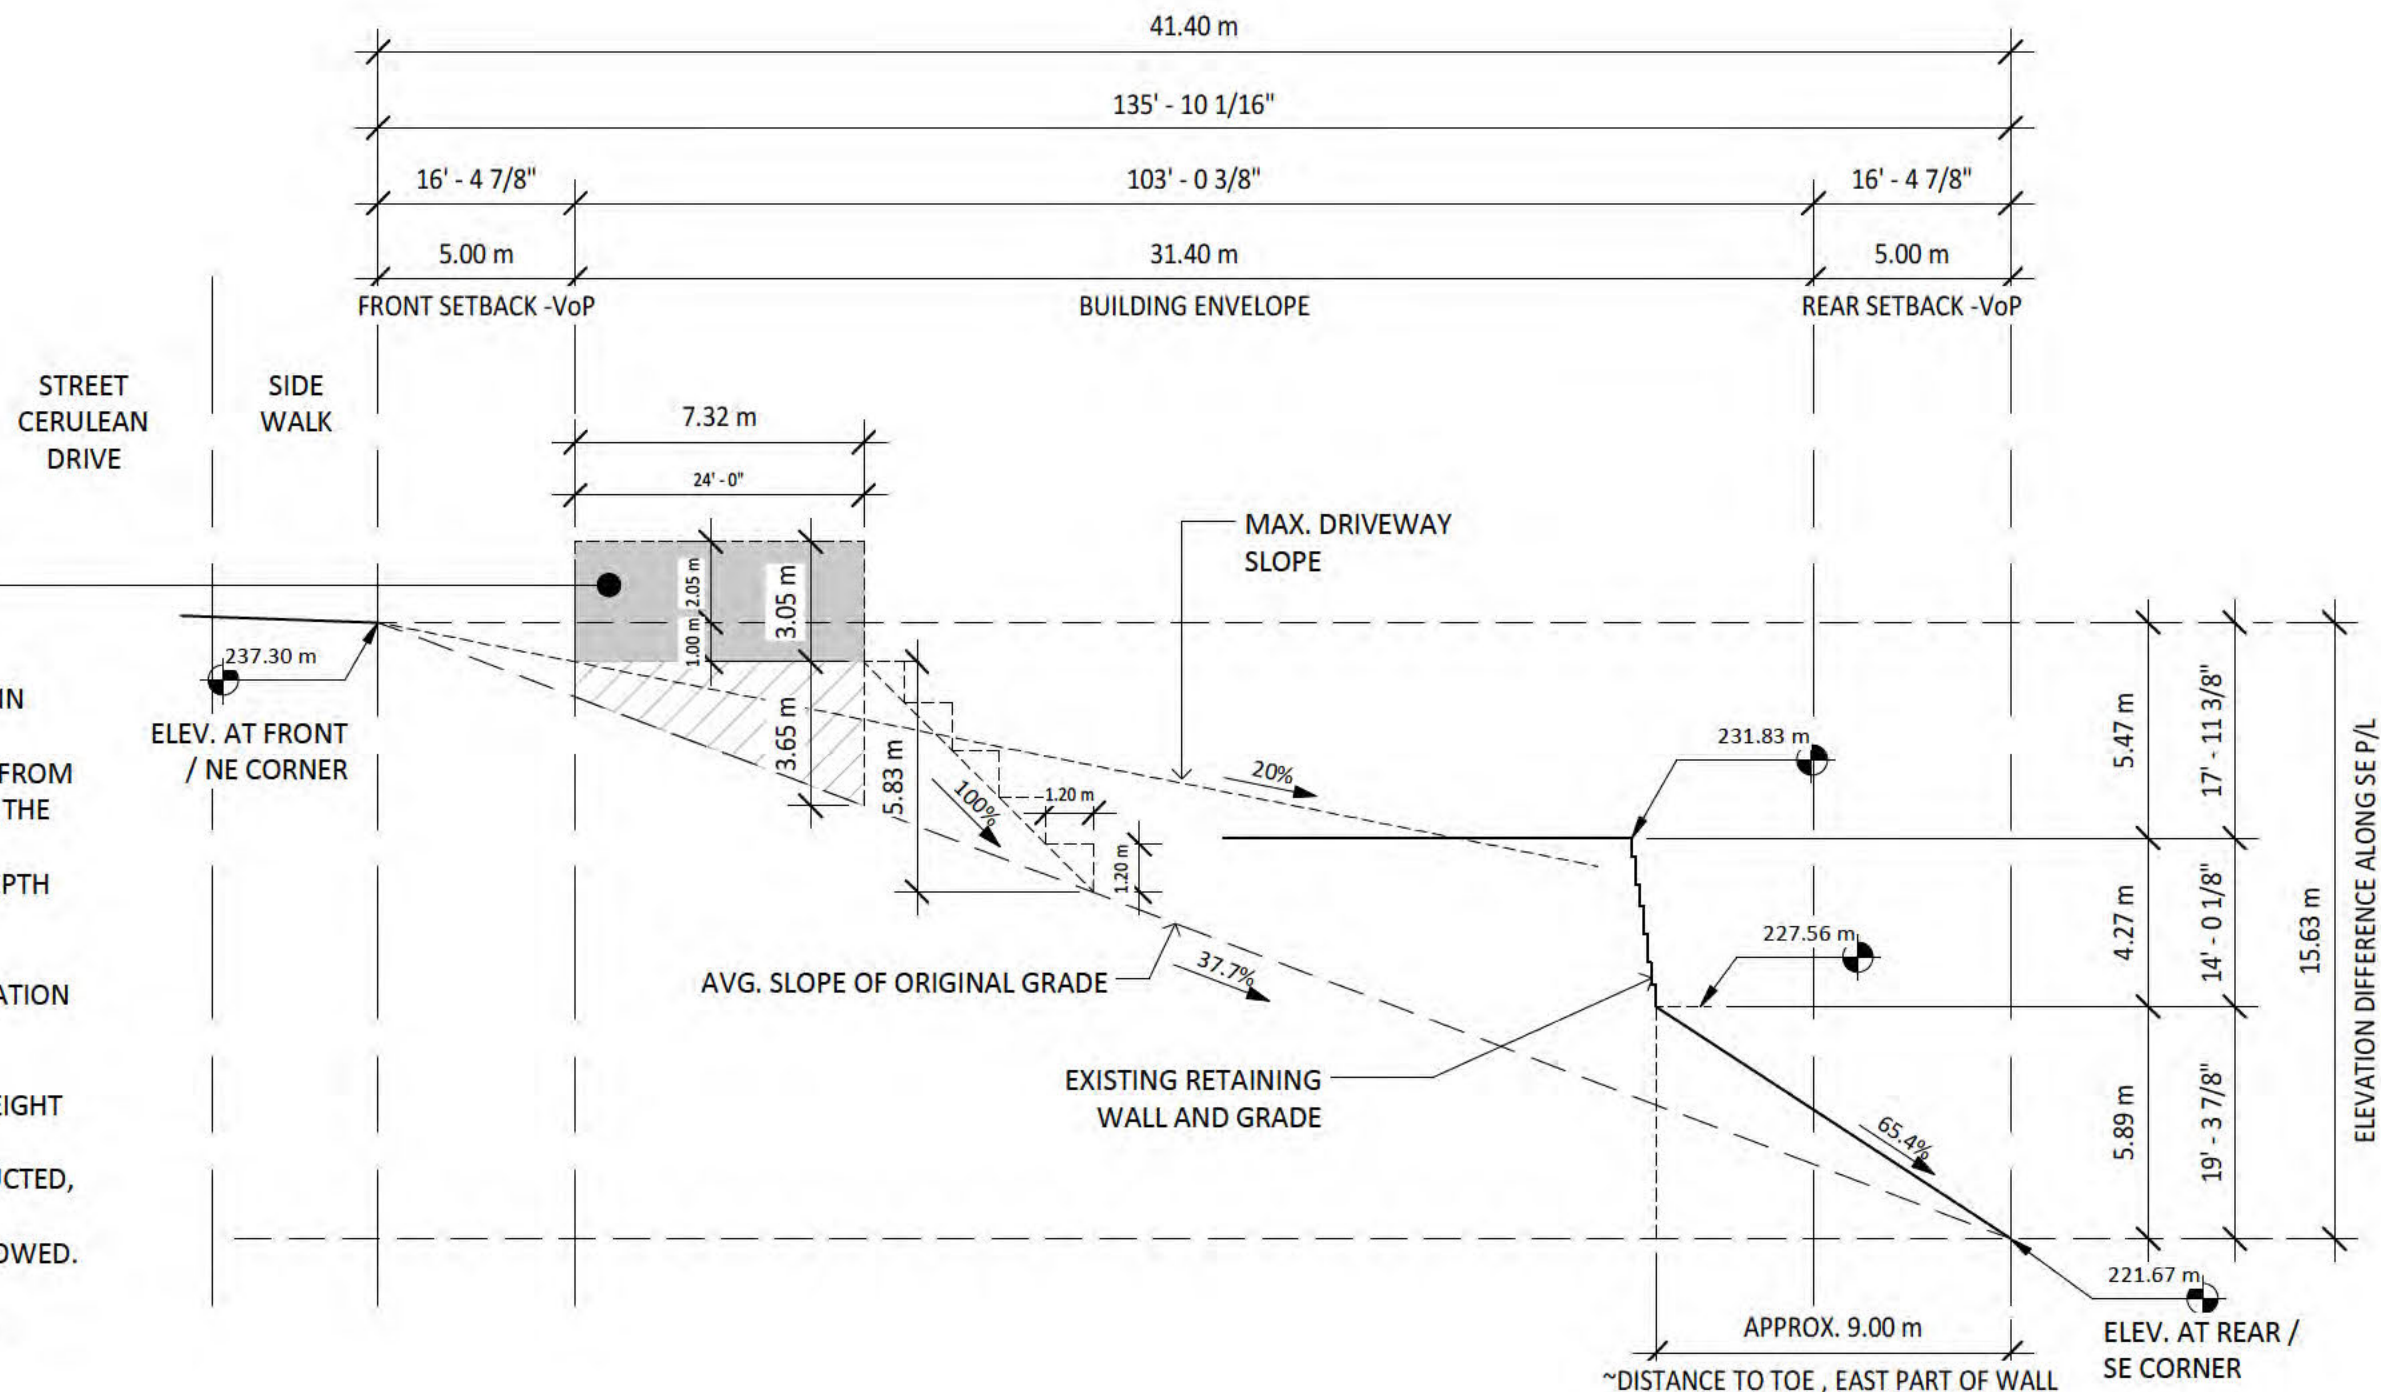 41.40 m
135' - 10 1/16"
16' - 4 7/8"
103' - 0 3/8"
16' - 4 7/8"
5.00 m
31.40 m
5.00 m
FRONT SETBACK -VoP
BUILDING ENVELOPE
REAR SETBACK -VoP
STREET
CERULEAN
DRIVE
SIDE
WALK
7.32 m
24' - 0"
MAX. DRIVEWAY
SLOPE
2.05 m
3.05 m
1.00 m
237.30 m
ELEV. AT FRONT
/ NE CORNER
IN
FROM
THE
PTH
ATION
EIGHT
UCTED,
OWED.
3.65 m
5.83 m
100%
1.20 m
1.20 m
20%
231.83 m
227.56 m
AVG. SLOPE OF ORIGINAL GRADE
37.7%
EXISTING RETAINING
WALL AND GRADE
65.4%
5.47 m
17' - 11 3/8"
4.27 m
14' - 0 1/8"
5.89 m
19' - 3 7/8"
15.63 m
ELEVATION DIFFERENCE ALONG SE P/L
221.67 m
ELEV. AT REAR /
SE CORNER
APPROX. 9.00 m
~DISTANCE TO TOE , EAST PART OF WALL